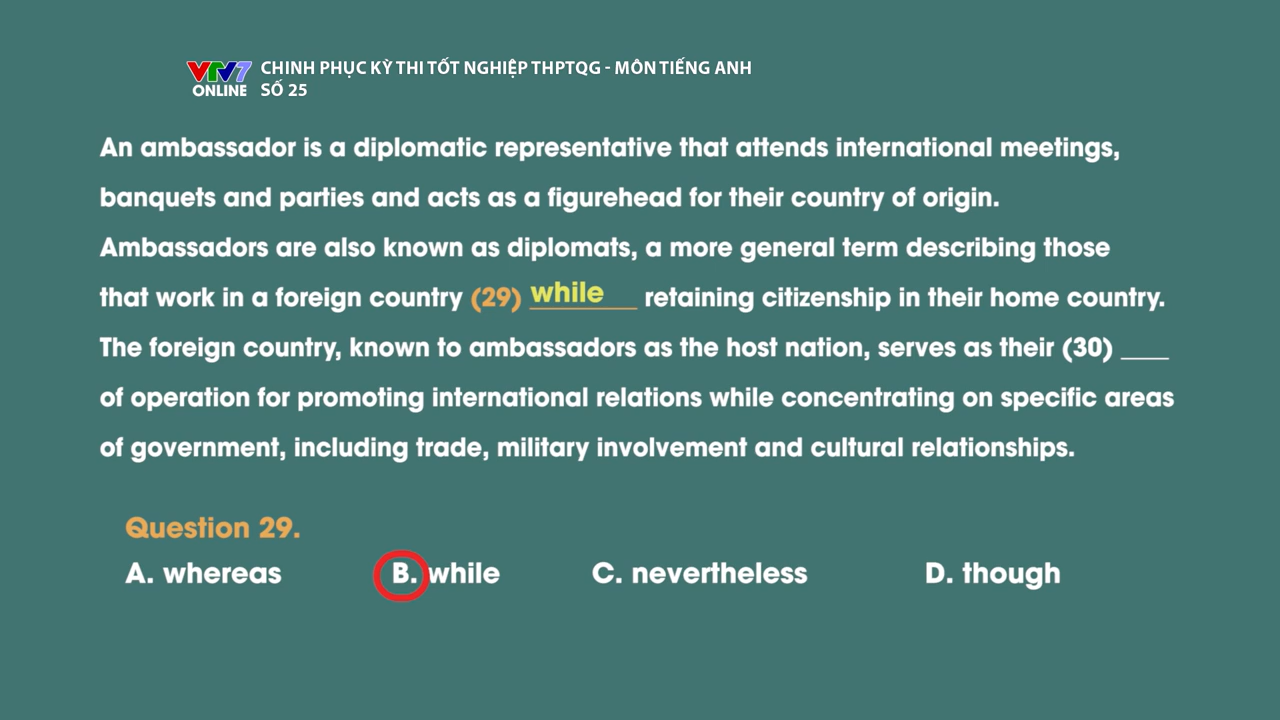 VTV7 ONLINE
CHINH PHỤC KỲ THI TỐT NGHIỆP THPTQG - MÔN TIẾNG ANH
SỐ 25
An ambassador is a diplomatic representative that attends international meetings,
banquets and parties and acts as a figurehead for their country of origin.
Ambassadors are also known as diplomats, a more general term describing those
that work in a foreign country (29) while retaining citizenship in their home country.
The foreign country, known to ambassadors as the host nation, serves as their (30) ____
of operation for promoting international relations while concentrating on specific areas
of government, including trade, military involvement and cultural relationships.
Question 29.
A. whereas B. while C. nevertheless D. though